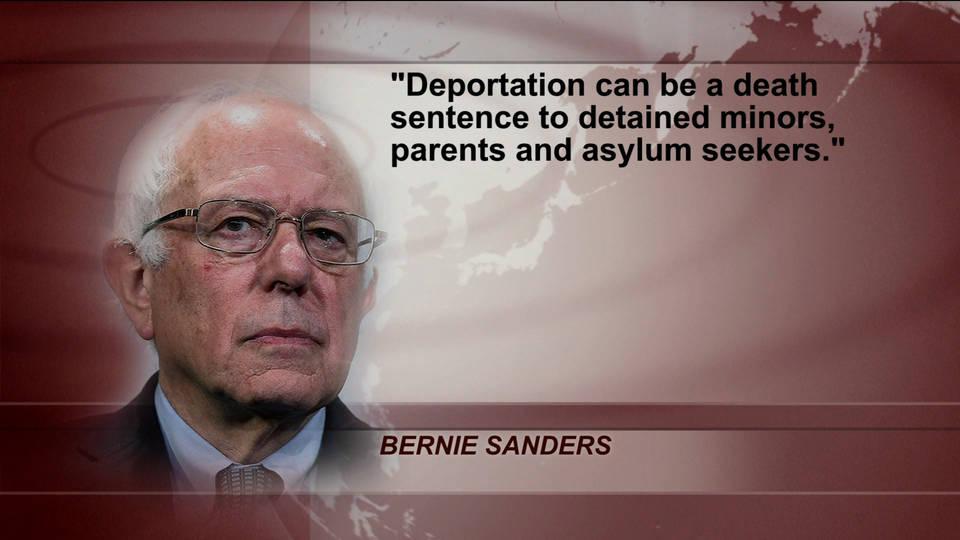 "Deportation can be a death
sentence to detained minors,
parents and asylum seekers."
BERNIE SANDERS